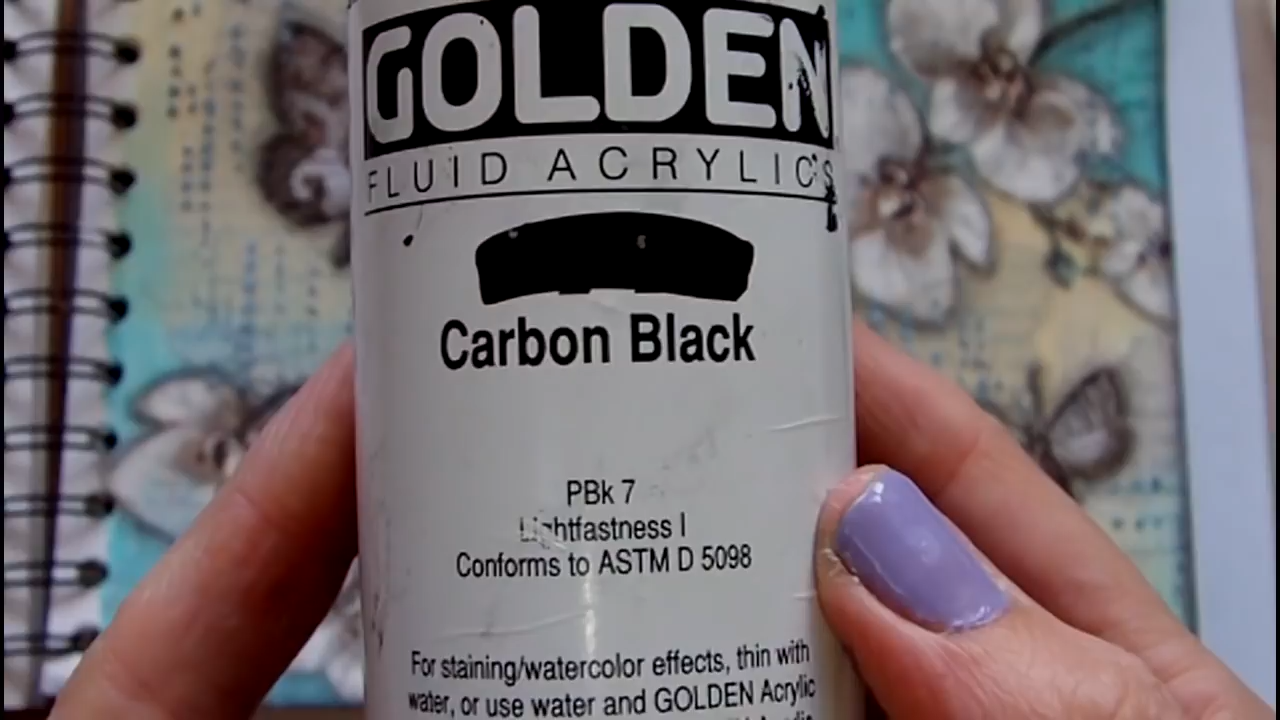 GOLDEN
FLUID ACRYLICS
Carbon Black
PBk 7
Lightfastness I
Conforms to ASTM D 5098
For staining/watercolor effects, thin with
water, or use water and GOLDEN Acrylic